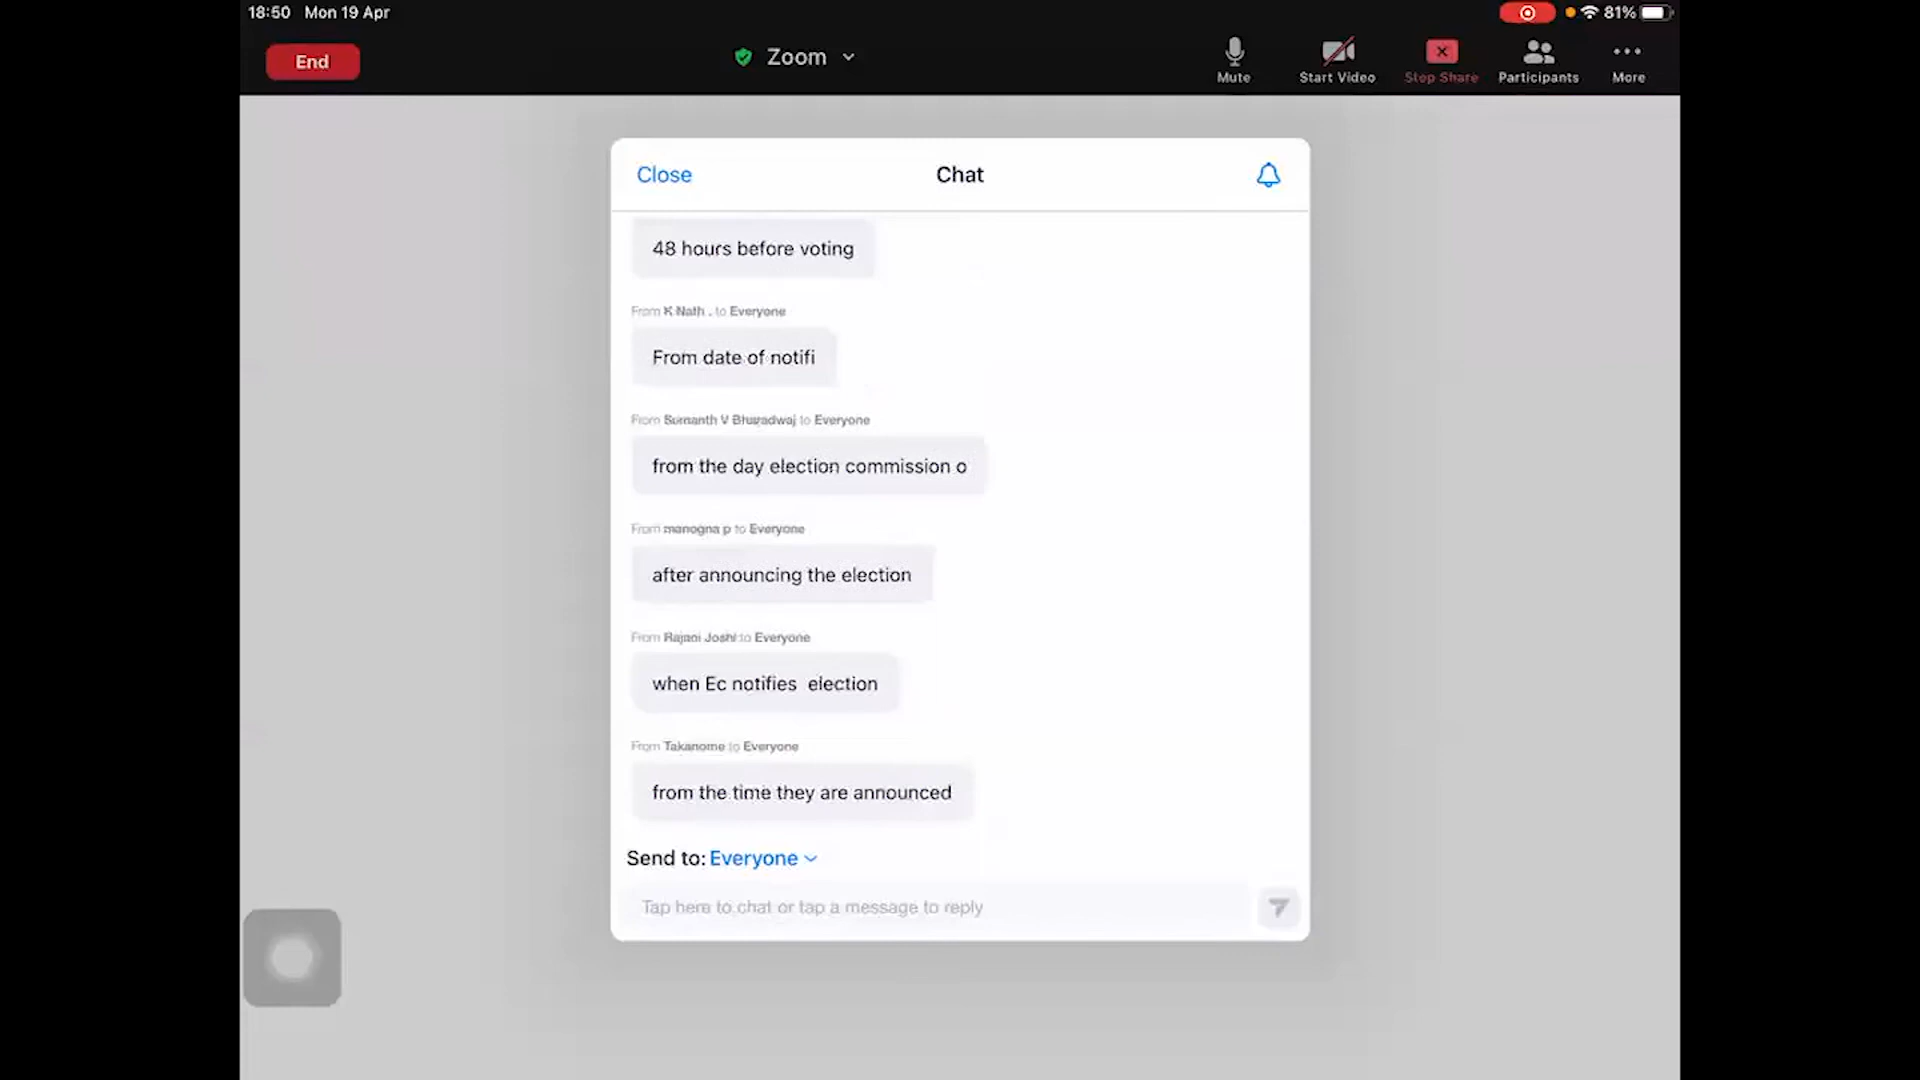 18:50 Mon 19 Apr
81%
End
Zoom
Mute
Start Video
Stop Share
Participants
More
Close
Chat
48 hours before voting
From K Nath . to Everyone
From date of notifi
From Sumanth V Bharadwaj to Everyone
from the day election commission o
From manogna p to Everyone
after announcing the election
From Rajani Joshi to Everyone
when Ec notifies election
From Takanome to Everyone
from the time they are announced
Send to: Everyone
Tap here to chat or tap a message to reply